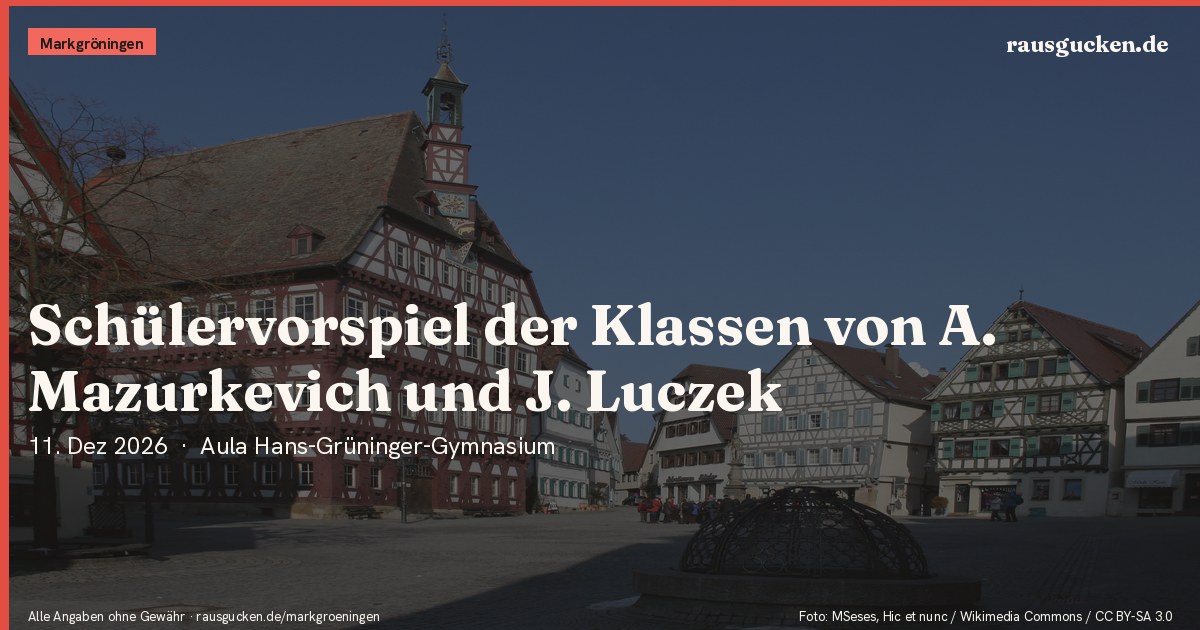 Markgröningen
rausgucken.de
Schülervorspiel der Klassen von A.
Mazurkevich und J. Luczek
11. Dez 2026 · Aula Hans-Grüninger-Gymnasium
Alle Angaben ohne Gewähr · rausgucken.de/markgroeningen
Foto: MSeses, Hic et nunc / Wikimedia Commons / CC BY-SA 3.0